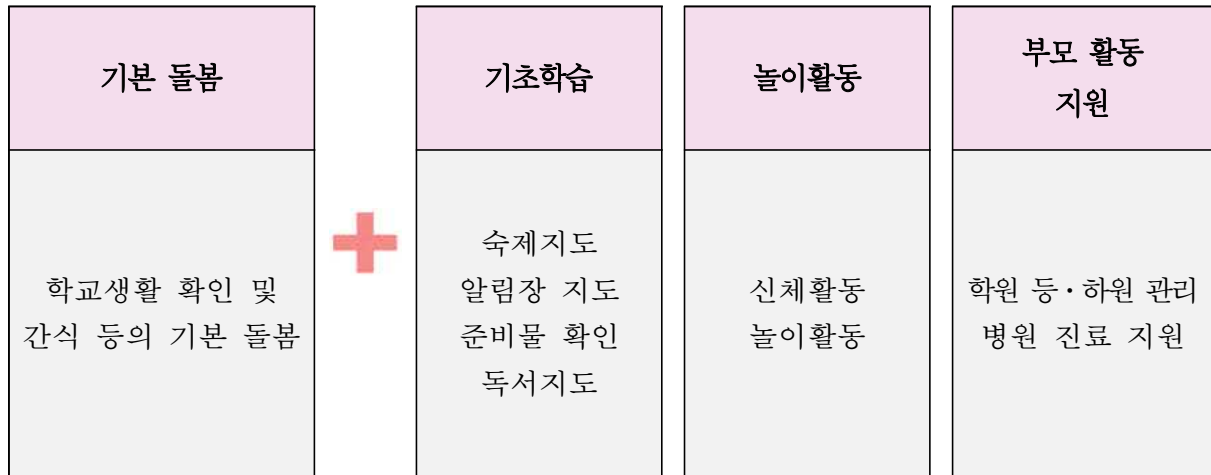 기본 돌봄
학교생활 확인 및
간식 등의 기본 돌봄
기초학습
숙제지도
알림장 지도
준비물 확인
독서지도
놀이활동
신체활동
놀이활동
부모 활동
지원
학원 등·하원 관리
병원 진료 지원